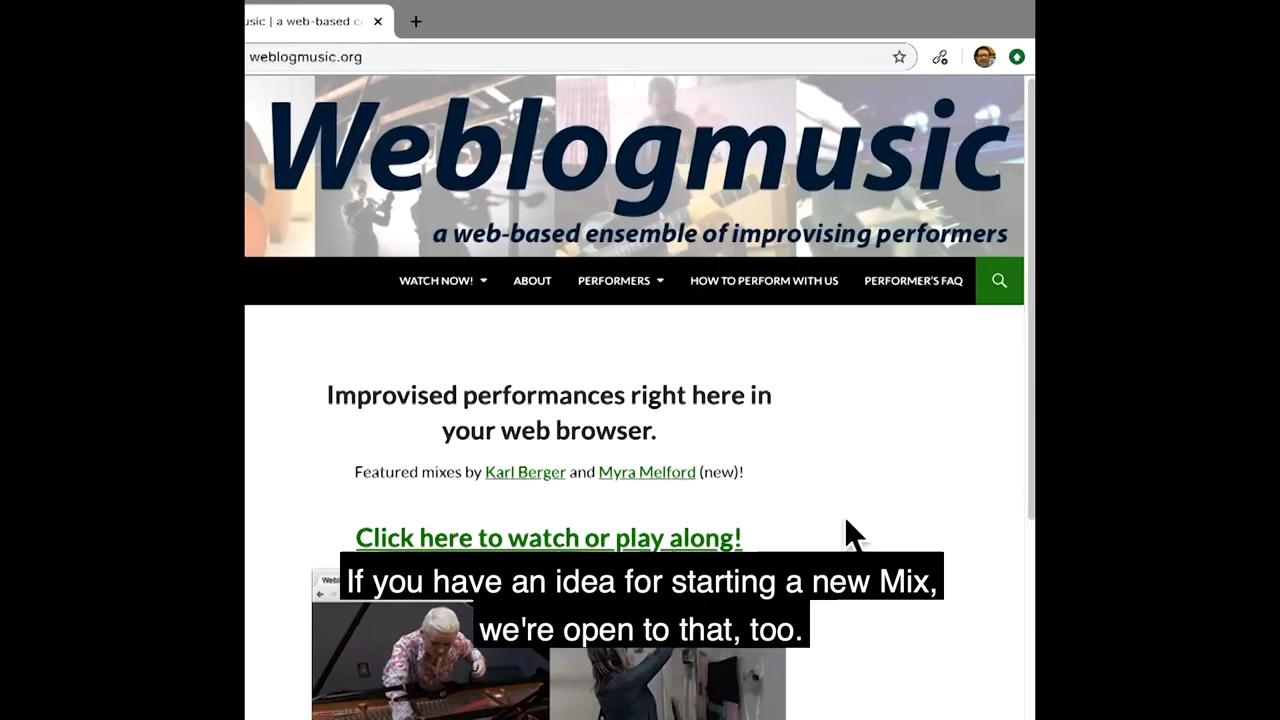 usic | a web-based c
weblogmusic.org
Weblogmusic
a web-based ensemble of improvising performers
WATCH NOW! ABOUT PERFORMERS HOW TO PERFORM WITH US PERFORMER'S FAQ
Improvised performances right here in
your web browser.
Featured mixes by Karl Berger and Myra Melford (new)!
Click here to watch or play along!
If you have an idea for starting a new Mix,
we're open to that, too.